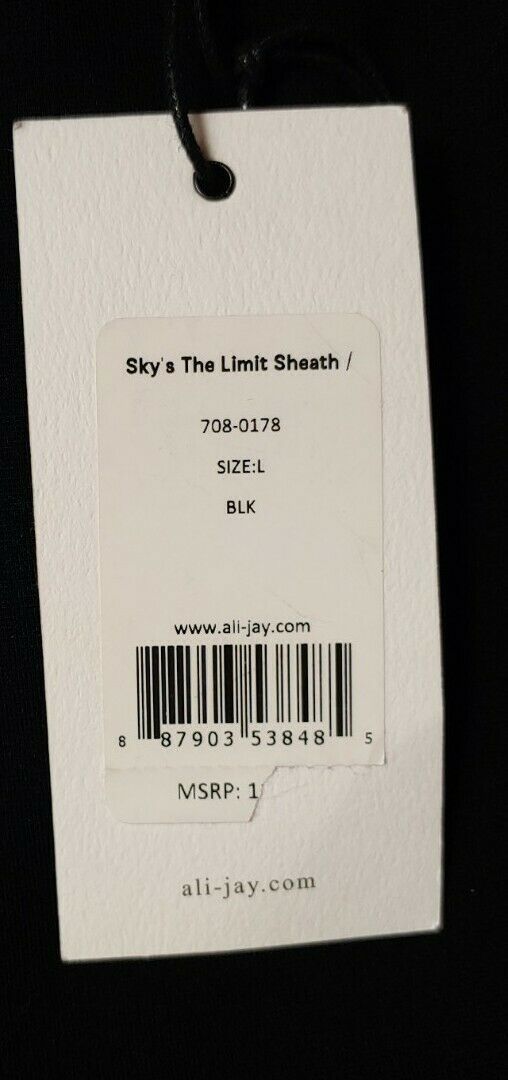 Sky's The Limit Sheath /
708-0178
SIZE:L
BLK
www.ali-jay.com
8 87903 53848 5
MSRP: 1
ali-jay.com